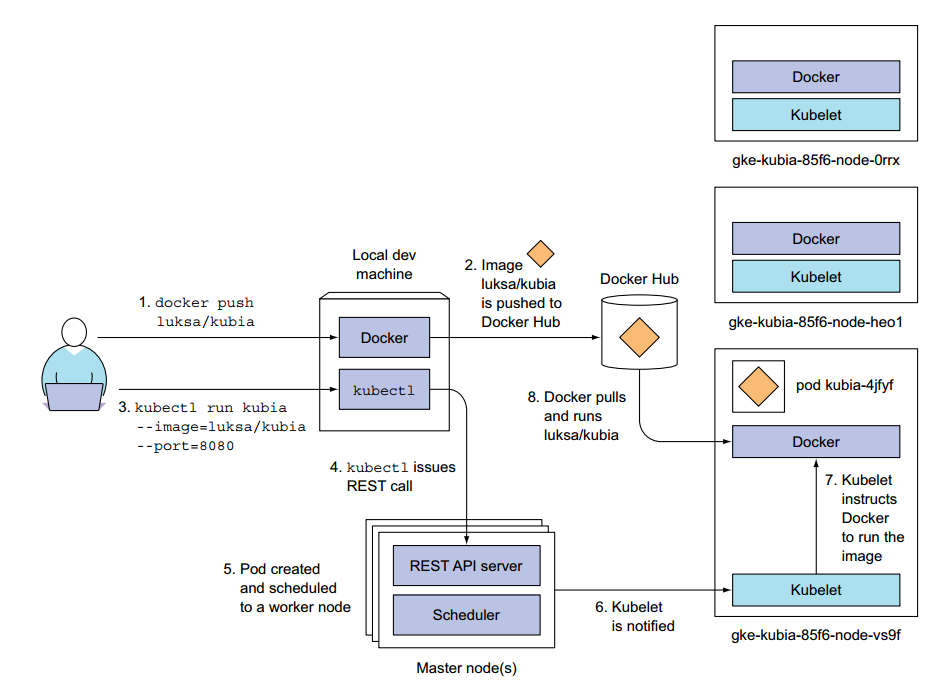 Docker
Kubelet
gke-kubia-85f6-node-0rrx
Docker
Kubelet
gke-kubia-85f6-node-heo1
Local dev
machine
1. docker push
luksa/kubia
Docker
kubectl
2. Image
luksa/kubia
is pushed to
Docker Hub
Docker Hub
3. kubectl run kubia
--image=luksa/kubia
--port=8080
4. kubectl issues
REST call
5. Pod created
and scheduled
to a worker node
REST API server
Scheduler
Master node(s)
6. Kubelet
is notified
pod kubia-4jfyf
Docker
7. Kubelet
instructs
Docker
to run the
image
8. Docker pulls
and runs
luksa/kubia
Kubelet
gke-kubia-85f6-node-vs9f